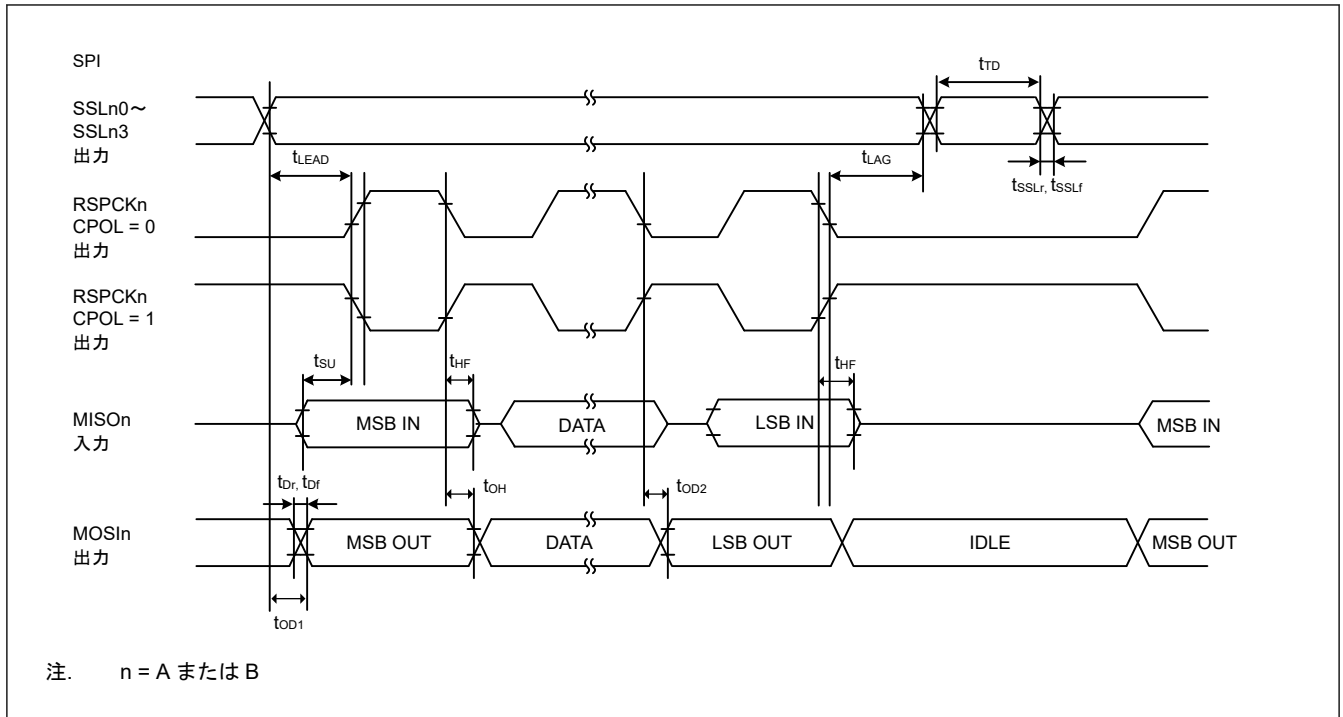 SPI
tTD
SSLn0～
SSLn3
出力
tLEAD
tLAG
tSSLr, tSSLf
RSPCKn
CPOL = 0
出力
RSPCKn
CPOL = 1
出力
tSU
tHF
tHF
MISOn
入力
MSB IN
DATA
LSB IN
MSB IN
tDr, tDf
tOH
tOD2
MOSIn
出力
MSB OUT
DATA
LSB OUT
IDLE
MSB OUT
tOD1
注. n = A または B